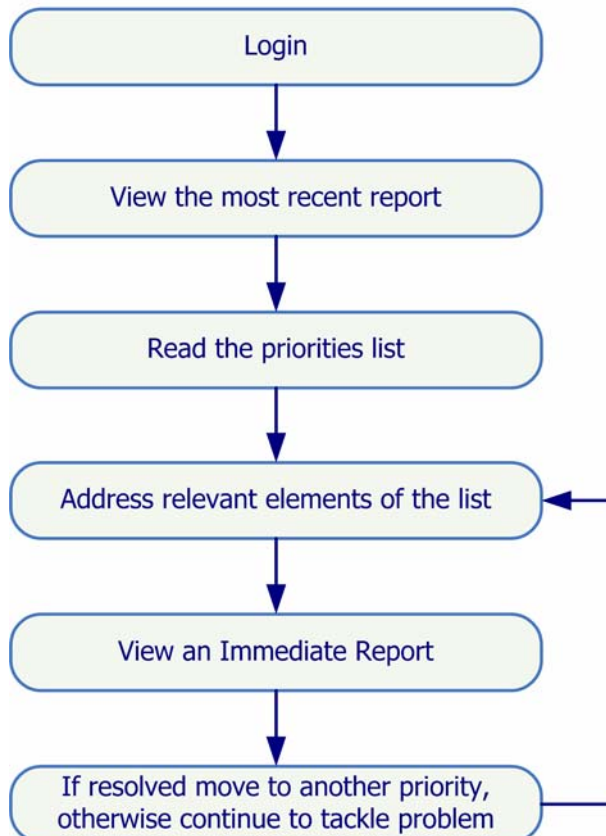 Login
View the most recent report
Read the priorities list
Address relevant elements of the list
View an Immediate Report
If resolved move to another priority,
otherwise continue to tackle problem